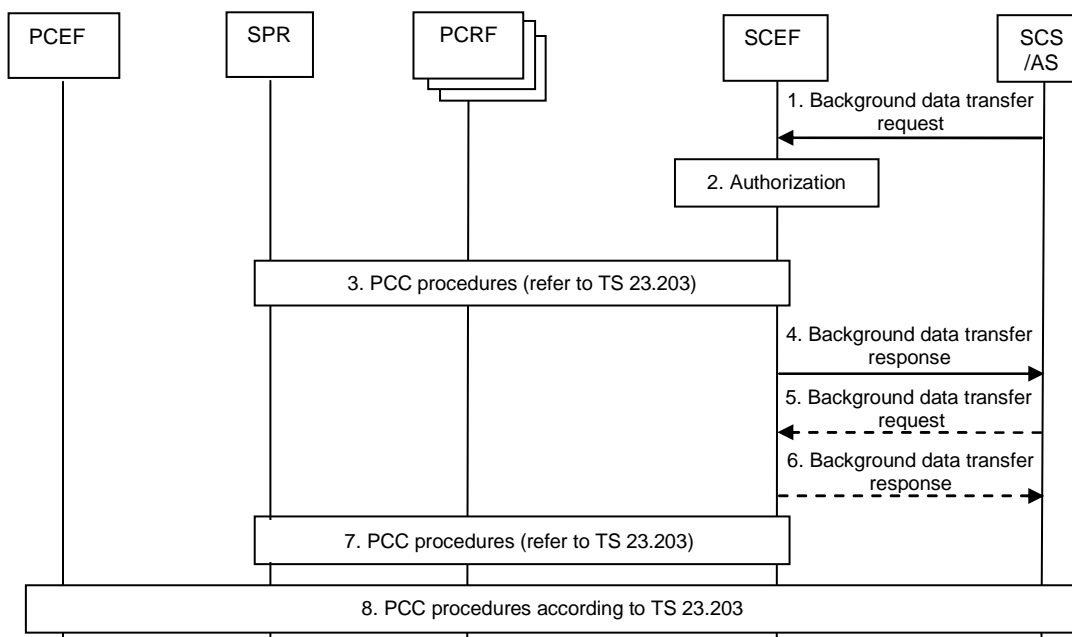 PCEF
SPR
PCRF
SCEF
SCS
/AS
1. Background data transfer
request
2. Authorization
3. PCC procedures (refer to TS 23.203)
4. Background data transfer
response
5. Background data transfer
request
6. Background data transfer
response
7. PCC procedures (refer to TS 23.203)
8. PCC procedures according to TS 23.203